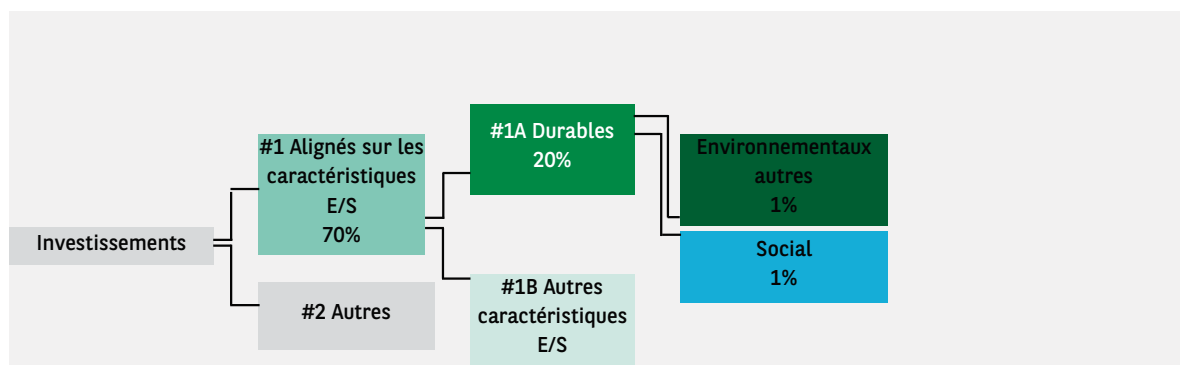 Investissements
#1 Alignés sur les
caractéristiques
E/S
70%
#2 Autres
#1A Durables
20%
#1B Autres
caractéristiques
E/S
Environnementaux
autres
1%
Social
1%